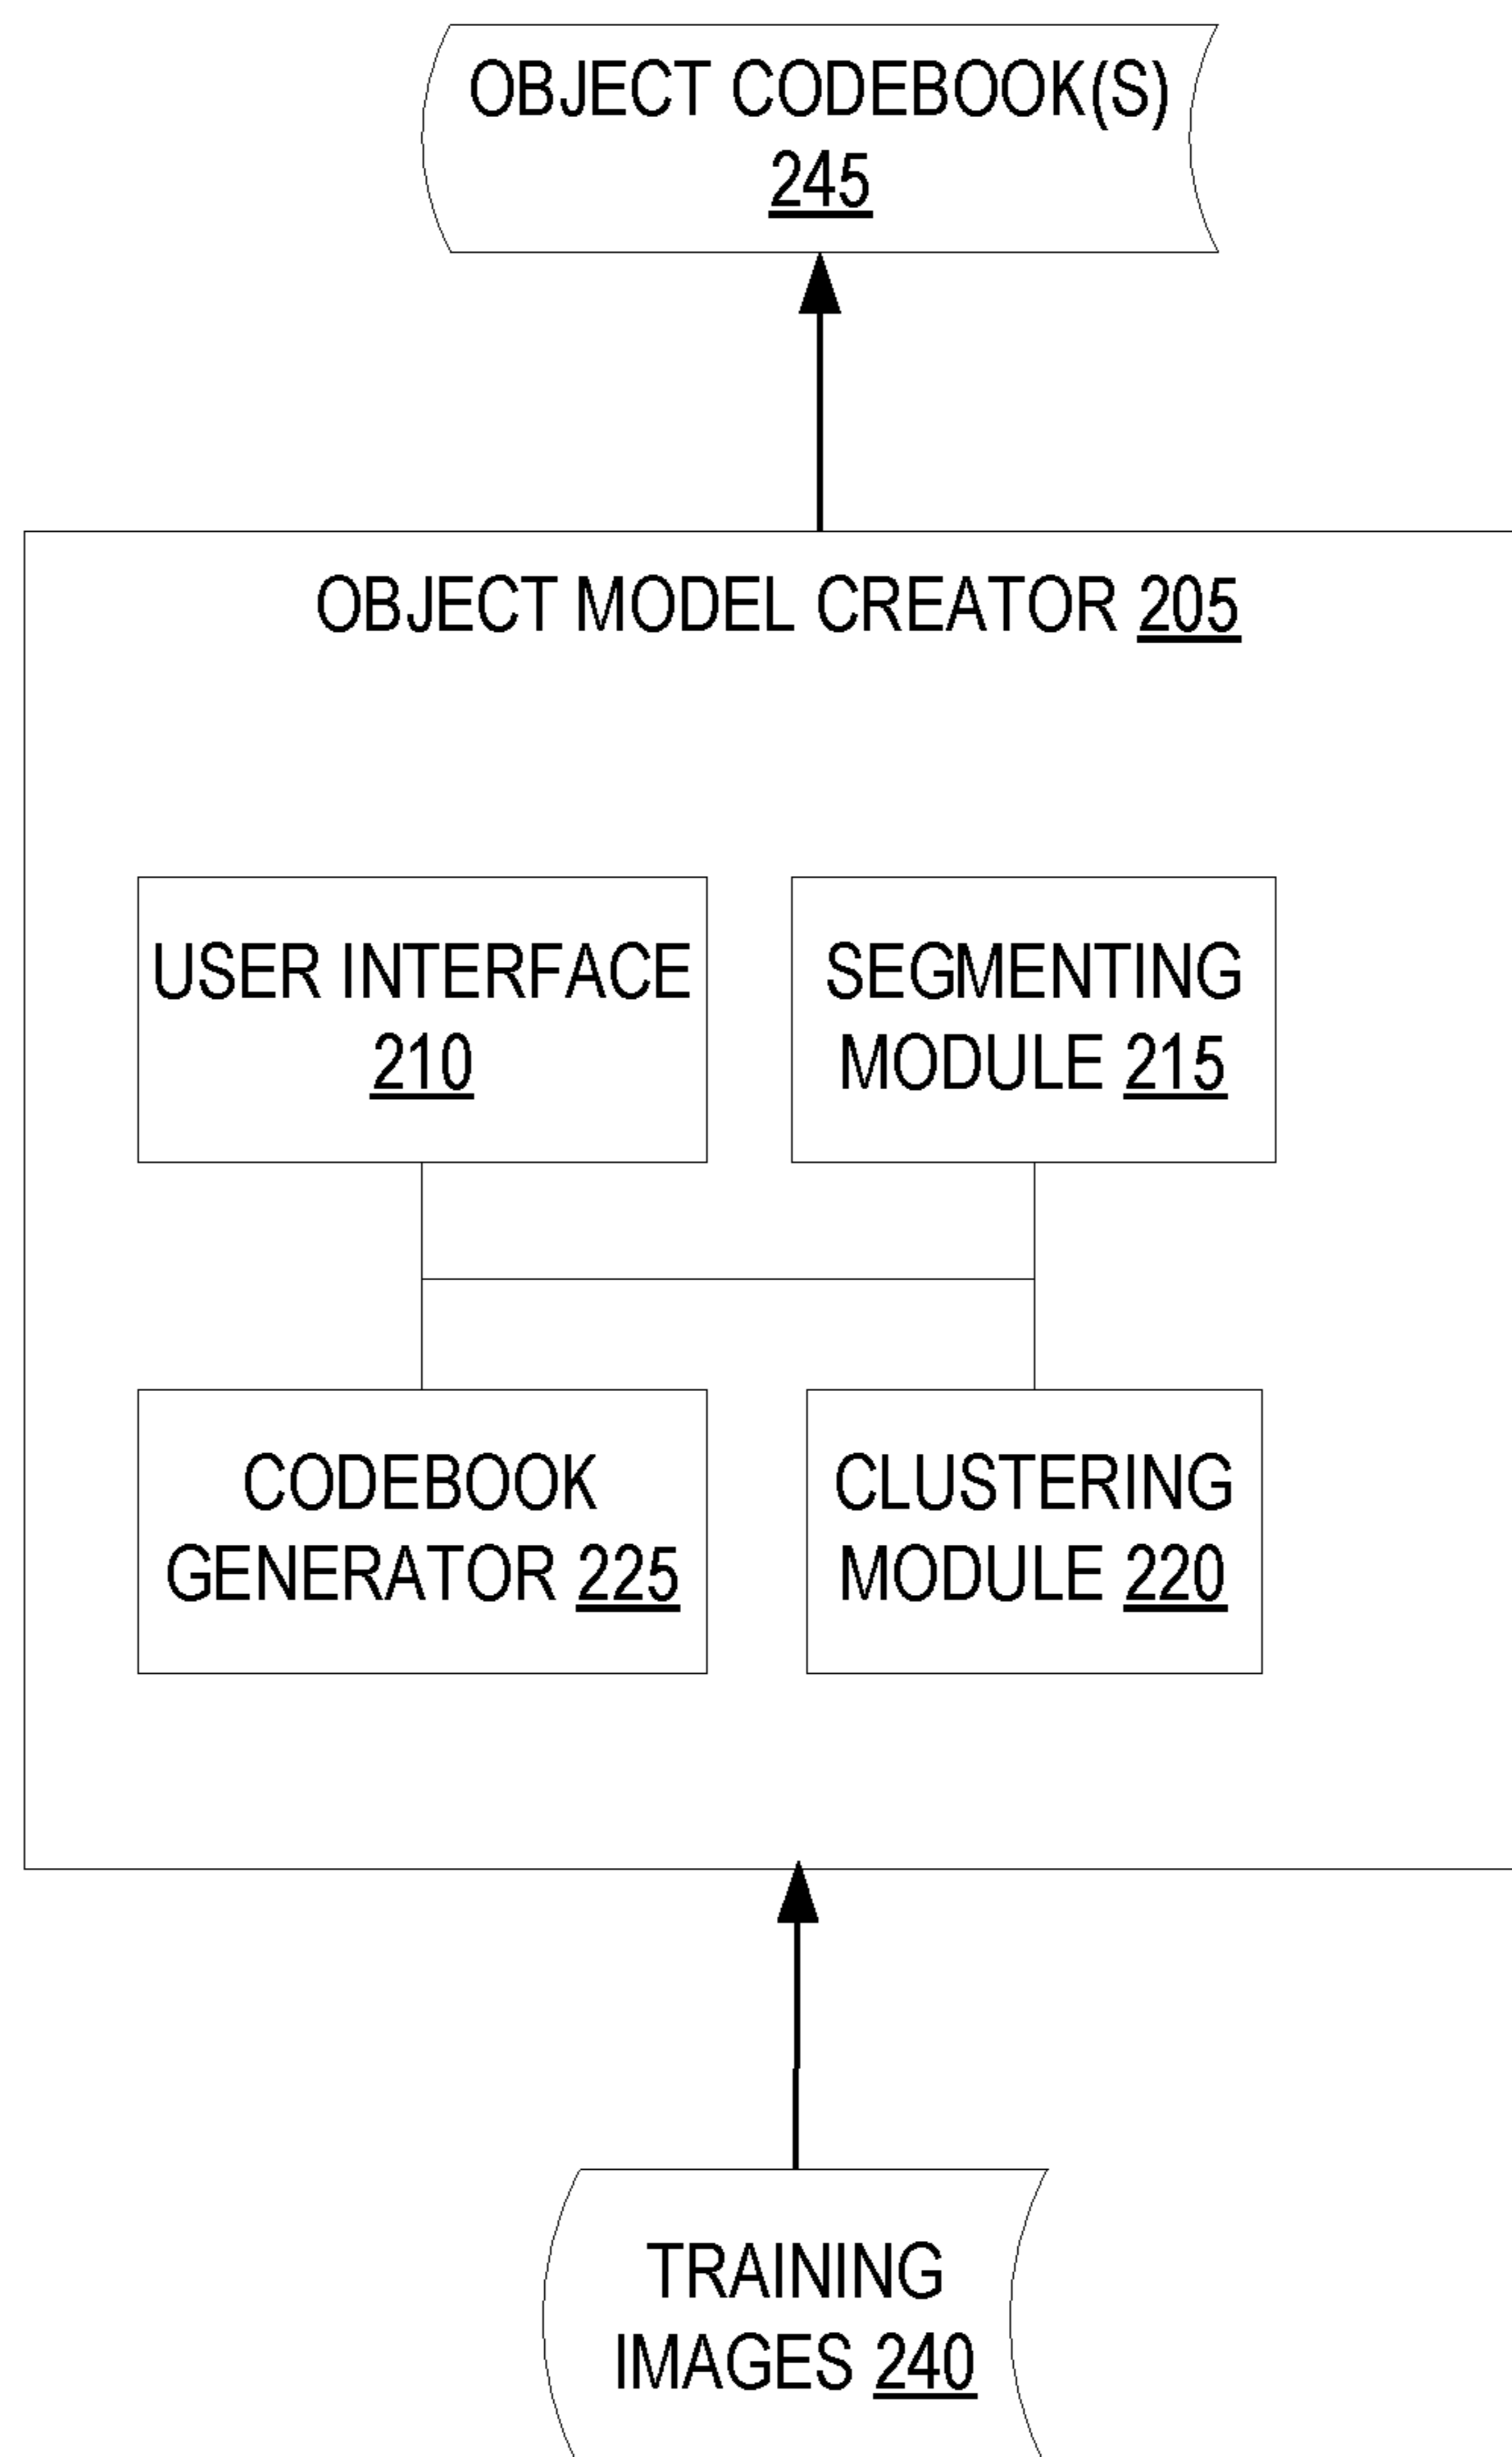 OBJECT CODEBOOK(S)
245
OBJECT MODEL CREATOR 205
USER INTERFACE
210
SEGMENTING
MODULE 215
CODEBOOK
GENERATOR 225
CLUSTERING
MODULE 220
TRAINING
IMAGES 240